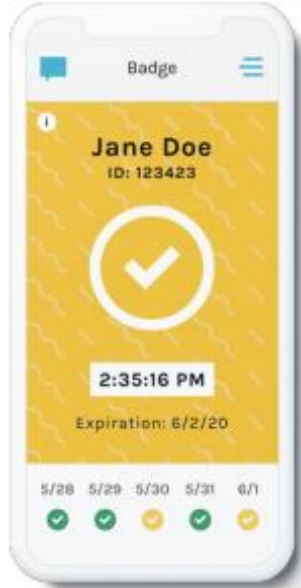 Badge
i
Jane Doe
ID: 123423
2:35:16 PM
Expiration: 6/2/20
5/28 5/29 5/30 5/31 6/1